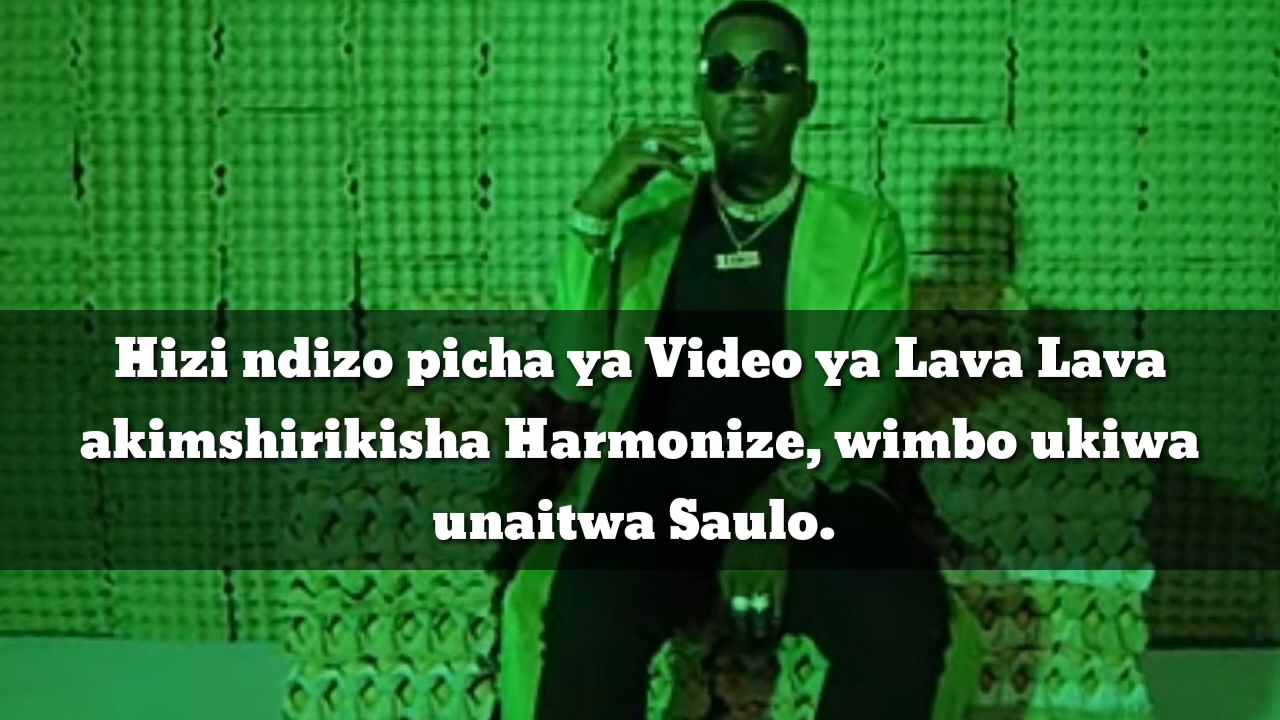 Hizi ndizo picha ya Video ya Lava Lava
akimshirikisha Harmonize, wimbo ukiwa
unaitwa Saulo.